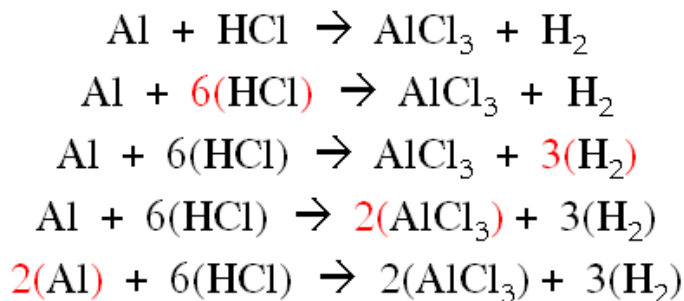 Al + HCl → AlCl₃ + H₂
Al + 6(HCl) → AlCl₃ + H₂
Al + 6(HCl) → AlCl₃ + 3(H₂)
Al + 6(HCl) → 2(AlCl₃) + 3(H₂)
2(Al) + 6(HCl) → 2(AlCl₃) + 3(H₂)